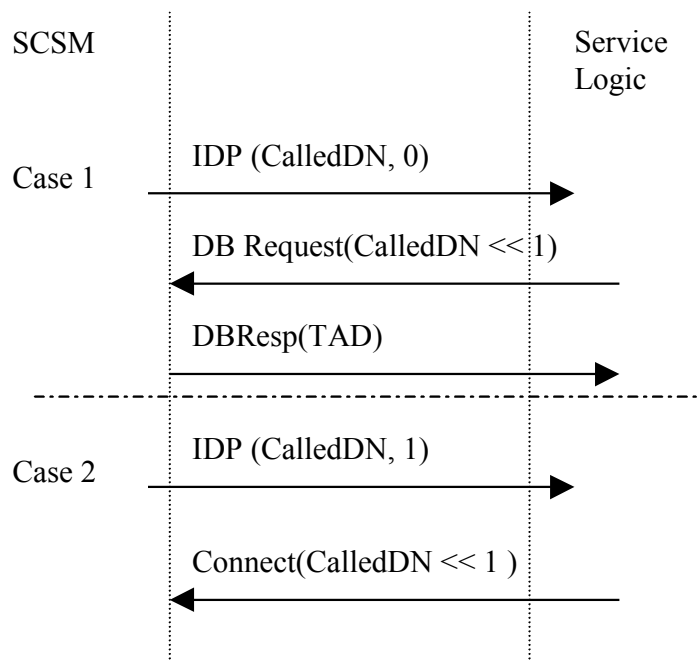 SCSM
Service
Logic
Case 1
IDP (CalledDN, 0)
DB Request(CalledDN << 1)
DBResp(TAD)
Case 2
IDP (CalledDN, 1)
Connect(CalledDN << 1 )